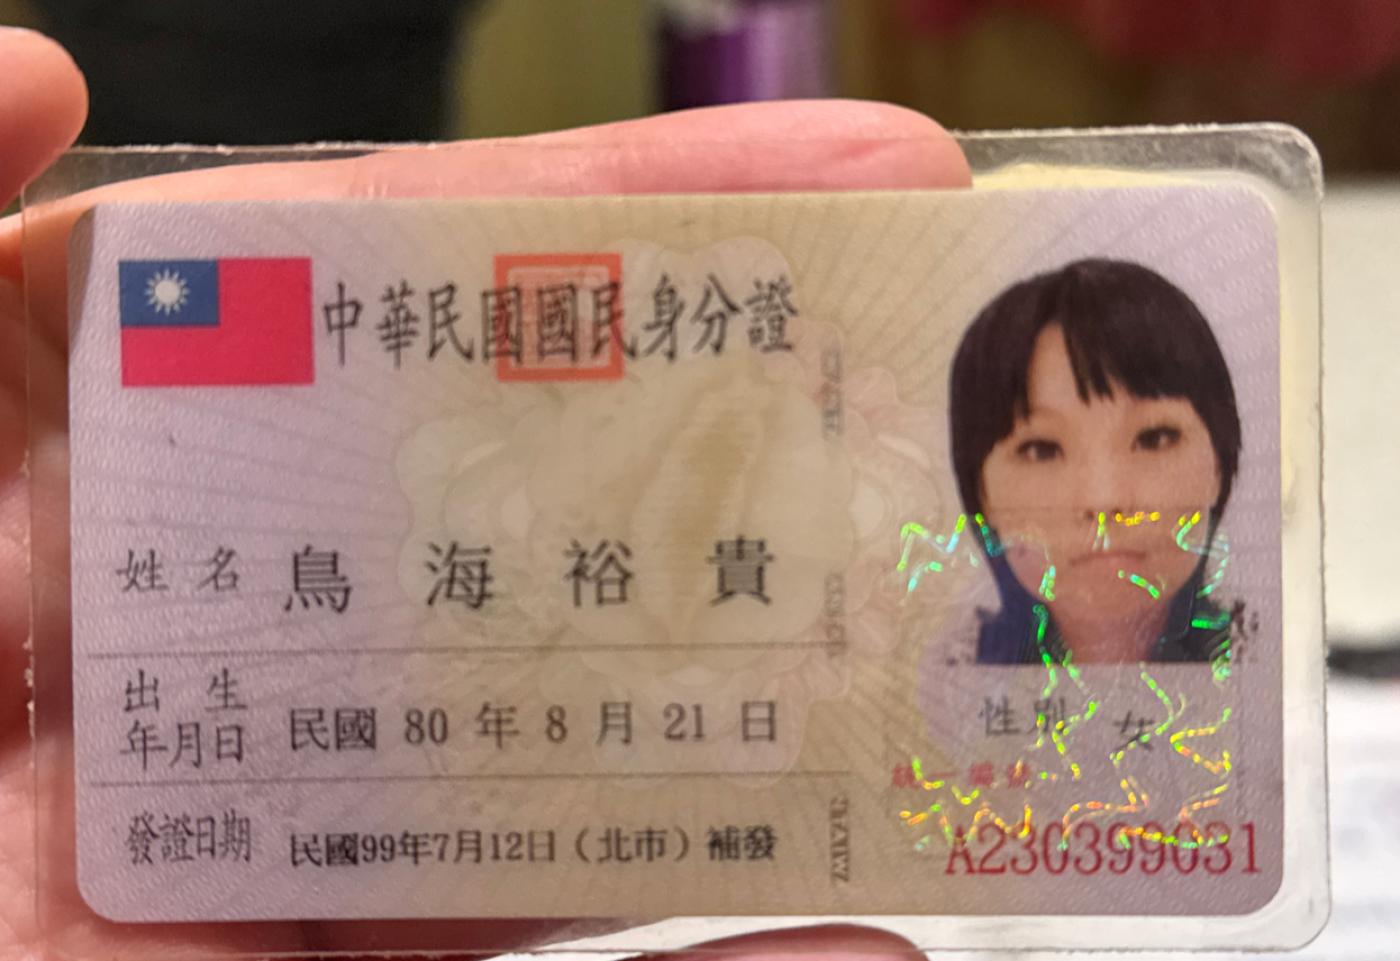 中華民國國民身分證
姓名 鳥海裕貴
出生年月日 民國 80 年 8 月 21 日
發證日期 民國99年7月12日（北市）補發
性別 女
統一編號
A230399031